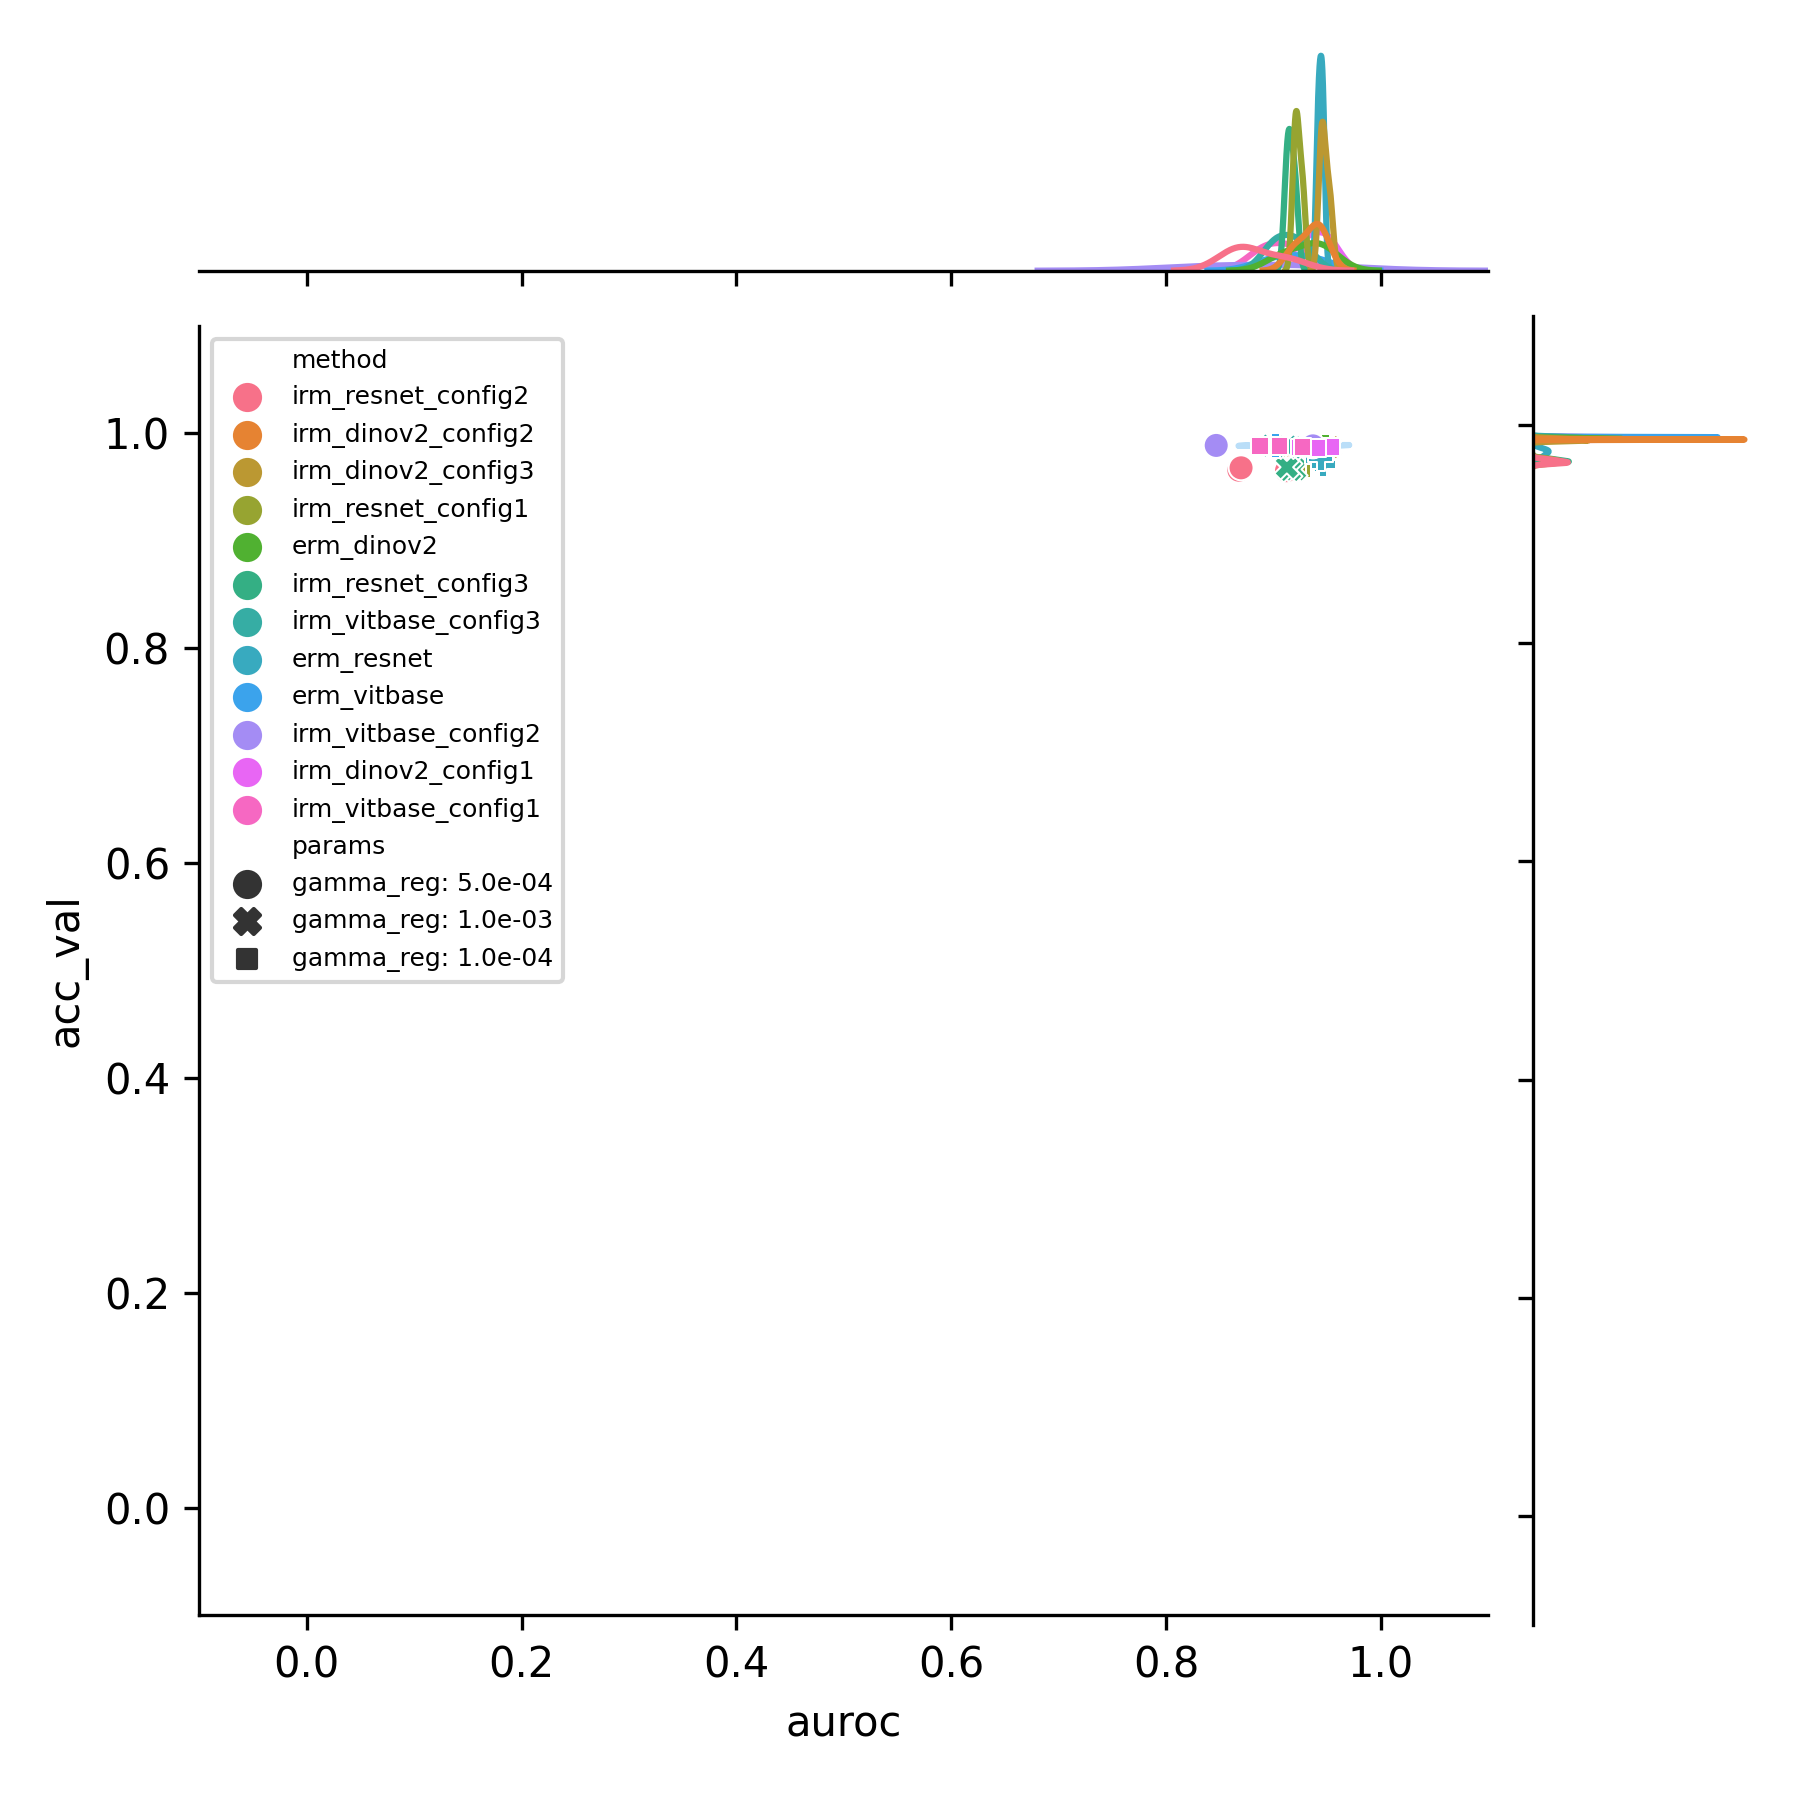 method
irm_resnet_config2
irm_dinov2_config2
irm_dinov2_config3
irm_resnet_config1
erm_dinov2
irm_resnet_config3
irm_vitbase_config3
erm_resnet
erm_vitbase
irm_vitbase_config2
irm_dinov2_config1
irm_vitbase_config1
params
gamma_reg: 5.0e-04
gamma_reg: 1.0e-03
gamma_reg: 1.0e-04
1.0
0.8
0.6
0.4
0.2
0.0
acc_val
0.0 0.2 0.4 0.6 0.8 1.0
auroc